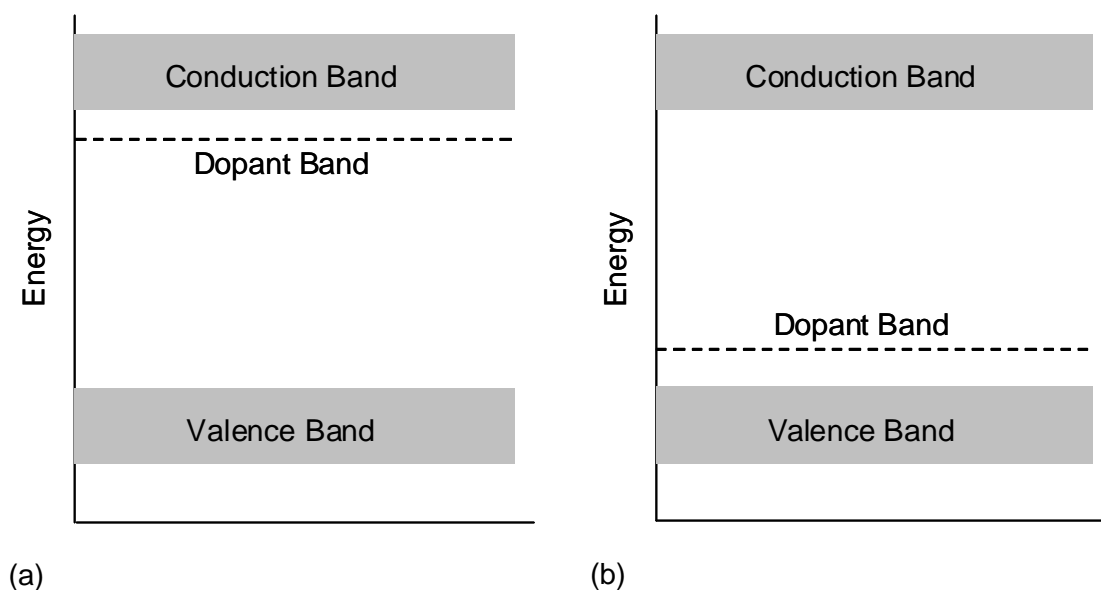 Conduction Band
Dopant Band
Valence Band
Energy
(a)
Conduction Band
Dopant Band
Valence Band
Energy
(b)